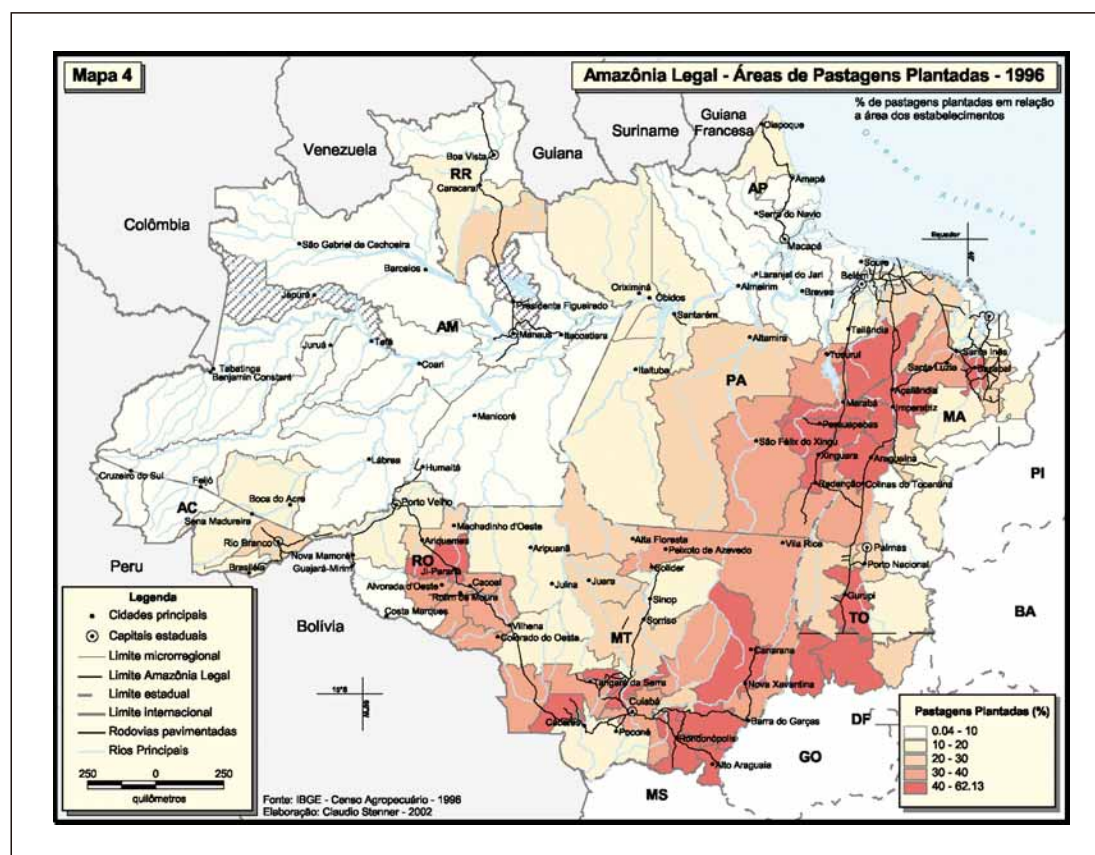 Mapa 4
Amazônia Legal - Áreas de Pastagens Plantadas - 1996
% de pastagens plantadas em relação
a área dos estabelecimentos
Venezuela
Suriname
Guiana
Francesa
Guiana
Colômbia
Oiapoque
Boa Vista
RR
Caracaraí
Amapá
AP
Serra do Navio
Macapá
Atlântico
Equador
São Gabriel de Cachoeira
Barcelos
Japurá
Presidente Figueiredo
AM
Manaus
Itacoatiara
Oriximiná
Óbidos
Santarém
Laranjal do Jari
Almeirim
Breves
Soure
Belém
Juruá
Tefé
Coari
Tabatinga
Benjamin Constant
Itaituba
Altamira
PA
Tailândia
Tucuruí
Santa Inês
Santa Luzia
Bacabal
Açailândia
Imperatriz
MA
Manicoré
Marabá
Parauapebas
São Félix do Xingu
Xinguara
Araguaína
Redenção
Colinas do Tocantins
PI
Cruzeiro do Sul
Feijó
Lábrea
Humaitá
AC
Boca do Acre
Sena Madureira
Porto Velho
Rio Branco
Brasiléia
Peru
Nova Mamoré
Guajará-Mirim
Machadinho d'Oeste
Ariquemes
RO
Ji-Paraná
Alvorada d'Oeste
Cacoal
Rolim de Moura
Costa Marques
Vilhena
Colorado do Oeste
Bolívia
Aripuanã
Alta Floresta
Peixoto de Azevedo
Vila Rica
Colider
Juína
Juara
Sinop
Sorriso
MT
Palmas
Porto Nacional
Gurupi
TO
BA
Canarana
Nova Xavantina
Tangará da Serra
Cuiabá
Cáceres
Poconé
Rondonópolis
Barra do Garças
Alto Araguaia
DF
GO
MS
Legenda
Cidades principais
Capitais estaduais
Limite microrregional
Limite Amazônia Legal
Limite estadual
Limite internacional
Rodovias pavimentadas
Rios Principais
250 0 250
quilômetros
Fonte: IBGE - Censo Agropecuário - 1996
Elaboração: Claudio Stenner - 2002
Pastagens Plantadas (%)
0.04 - 10
10 - 20
20 - 30
30 - 40
40 - 62.13